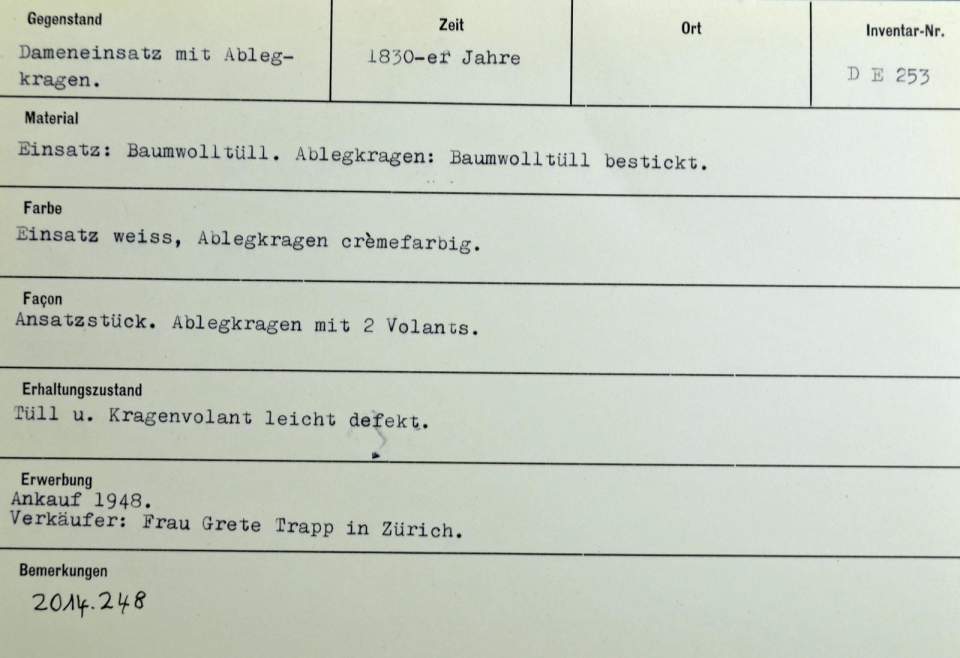 Gegenstand
Zeit
Ort
Inventar-Nr.
Dameneinsatz mit Ableg-
kragen.
1830-er Jahre
D E 253
Material
Einsatz: Baumwolltüll. Ablegkragen: Baumwolltüll bestickt.
Farbe
Einsatz weiss, Ablegkragen crèmefarbig.
Façon
Ansatzstück. Ablegkragen mit 2 Volants.
Erhaltungszustand
Tüll u. Kragenvolant leicht defekt.
Erwerbung
Ankauf 1948.
Verkäufer: Frau Grete Trapp in Zürich.
Bemerkungen
2014.248